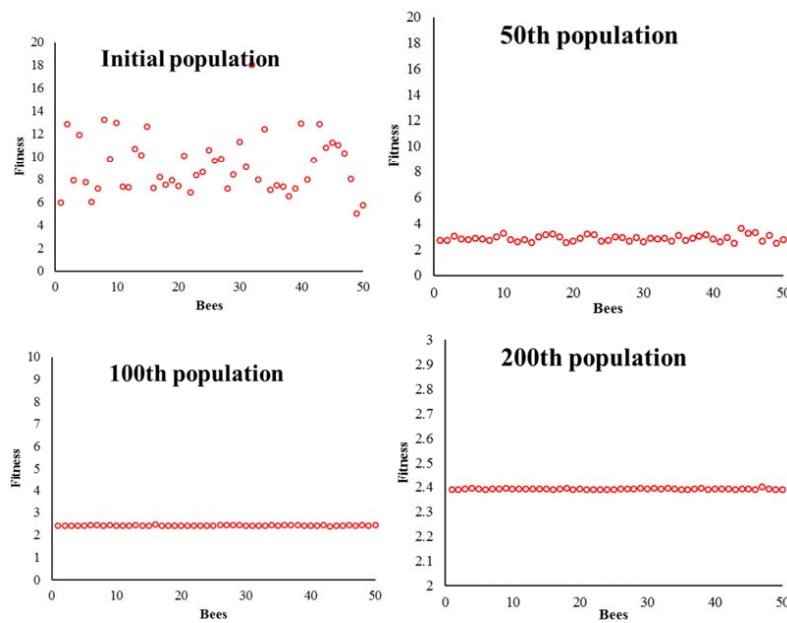 Initial population
20
18
16
14
12
10
8
6
4
2
0
Fitness
0 10 20 30 40 50
Bees
50th population
20
18
16
14
12
10
8
6
4
2
0
Fitness
0 10 20 30 40 50
Bees
100th population
10
9
8
7
6
5
4
3
2
1
0
Fitness
0 10 20 30 40 50
Bees
200th population
3
2.9
2.8
2.7
2.6
2.5
2.4
2.3
2.2
2.1
2
Fitness
0 10 20 30 40 50
Bees